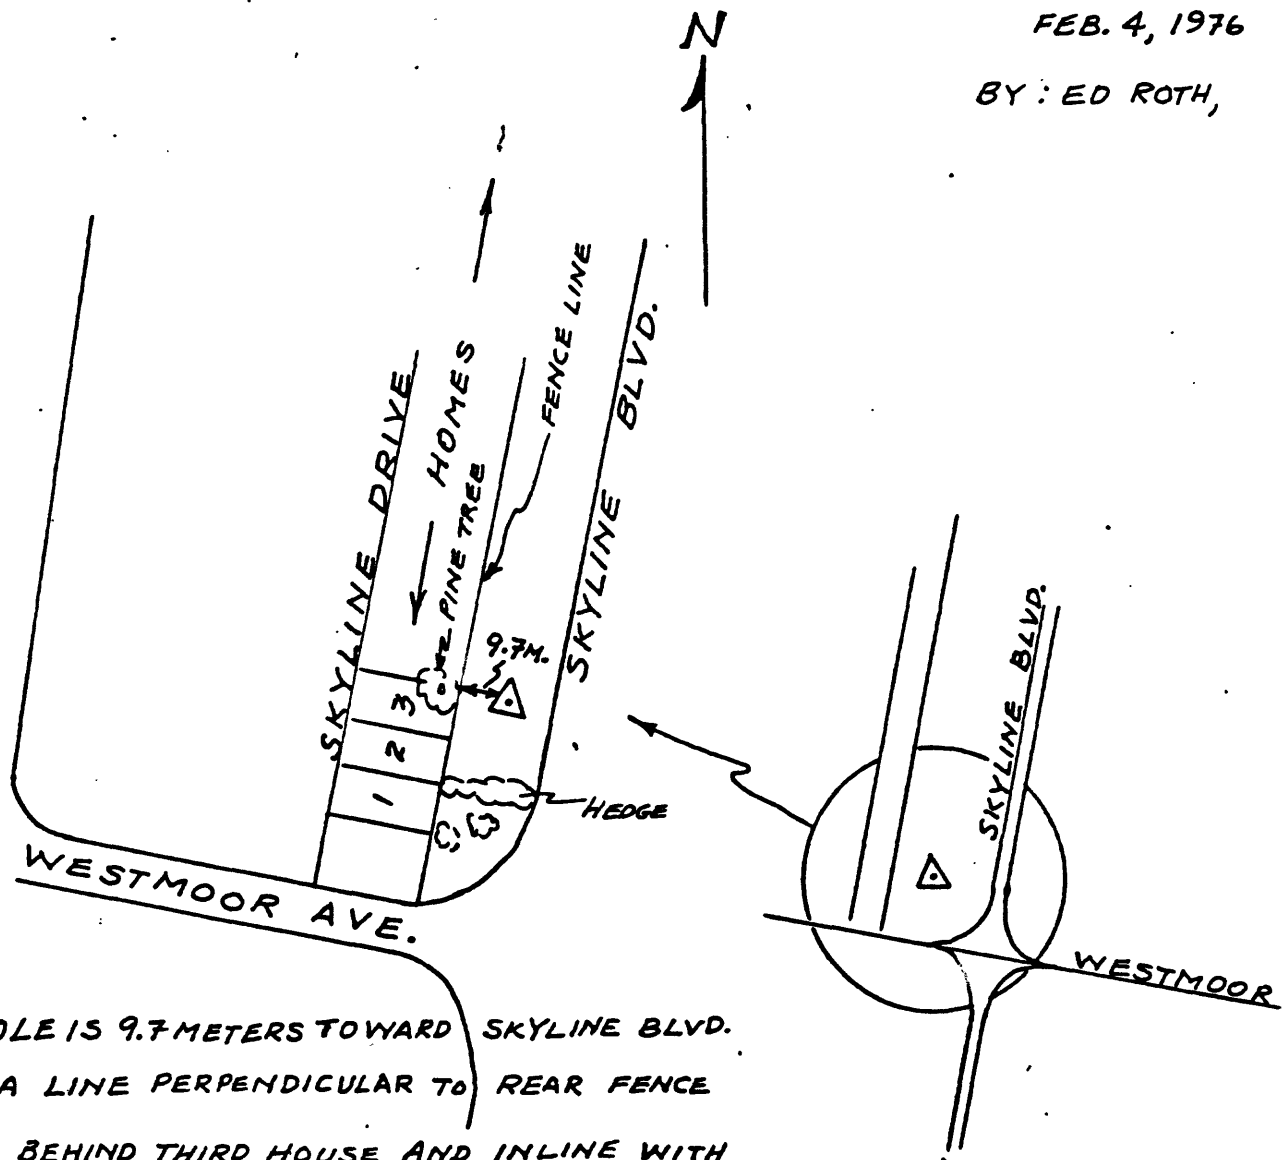 FEB. 4, 1976
BY : ED ROTH,
N
SKYLINE DRIVE
HOMES
PINE TREE
FENCE LINE
SKYLINE BLVD.
9.7M.
3
2
1
HEDGE
WESTMOOR AVE.
SKYLINE BLVD.
WESTMOOR
IS 9.7 METERS TOWARD SKYLINE BLVD.
A LINE PERPENDICULAR TO REAR FENCE
BEHIND THIRD HOUSE AND INLINE WITH